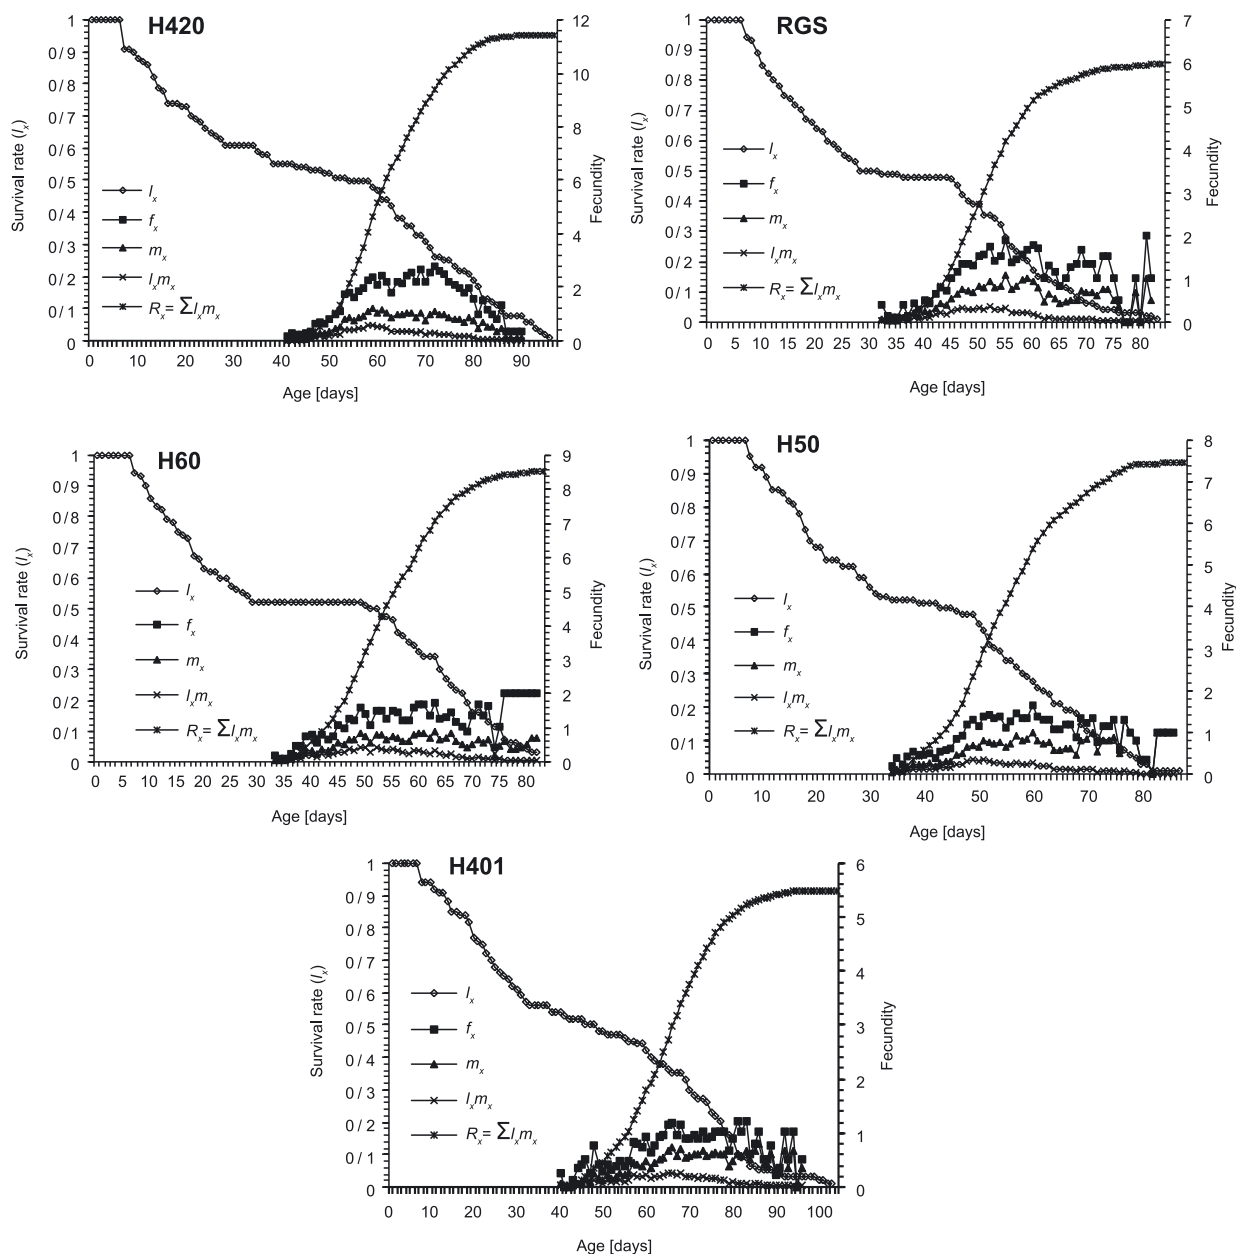 H420
1
0/9
0/8
0/7
0/6
0/5
0/4
0/3
0/2
0/1
0
Survival rate (lx)
lx
fx
mx
lxmx
Rx= Σlxmx
12
10
8
6
4
2
0
Fecundity
0 10 20 30 40 50 60 70 80 90
Age [days]
RGS
1
0/9
0/8
0/7
0/6
0/5
0/4
0/3
0/2
0/1
0
Survival rate (lx)
lx
fx
mx
lxmx
Rx= Σlxmx
7
6
5
4
3
2
1
0
Fecundity
0 5 10 15 20 25 30 35 40 45 50 55 60 65 70 75 80
Age [days]
H60
1
0/9
0/8
0/7
0/6
0/5
0/4
0/3
0/2
0/1
0
Survival rate (lx)
lx
fx
mx
lxmx
Rx= Σlxmx
9
8
7
6
5
4
3
2
1
0
Fecundity
0 5 10 15 20 25 30 35 40 45 50 55 60 65 70 75 80
Age [days]
H50
1
0/9
0/8
0/7
0/6
0/5
0/4
0/3
0/2
0/1
0
Survival rate (lx)
lx
fx
mx
lxmx
Rx= Σlxmx
8
7
6
5
4
3
2
1
0
Fecundity
0 10 20 30 40 50 60 70 80
Age [days]
H401
1
0/9
0/8
0/7
0/6
0/5
0/4
0/3
0/2
0/1
0
Survival rate (lx)
lx
fx
mx
lxmx
Rx= Σlxmx
6
5
4
3
2
1
0
Fecundity
0 10 20 30 40 50 60 70 80 90 100
Age [days]